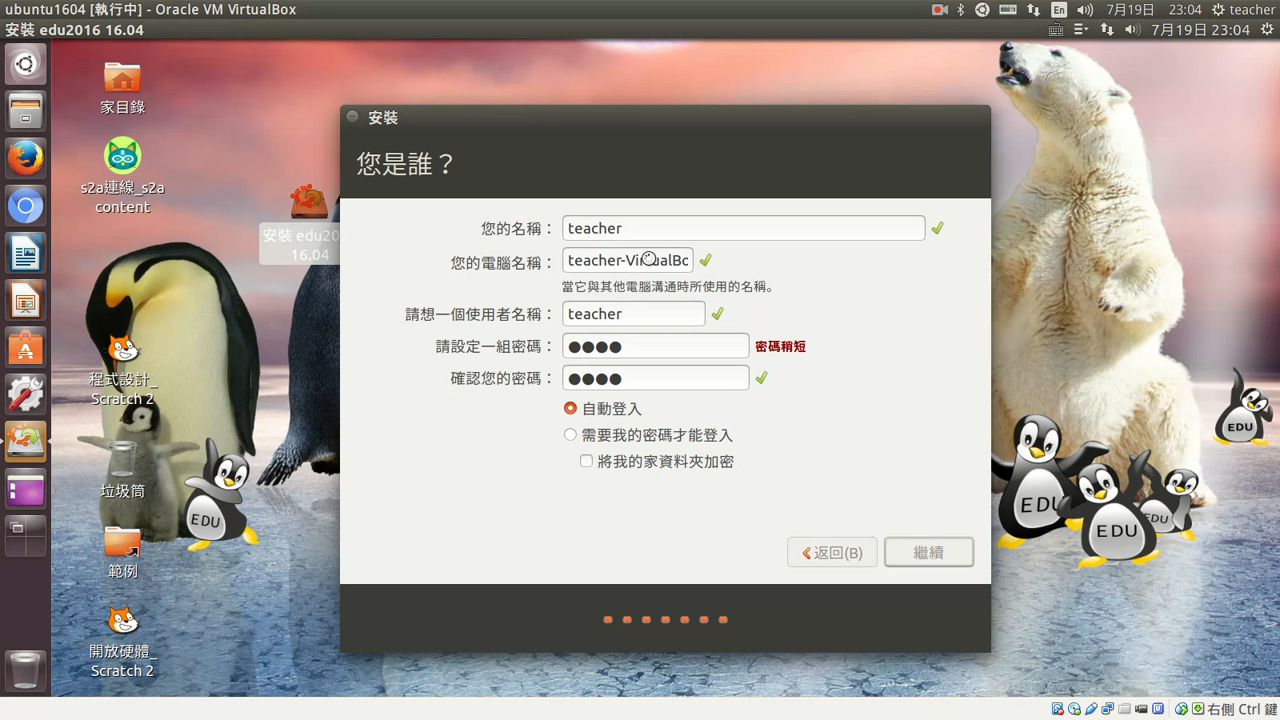 ubuntu1604 [執行中] - Oracle VM VirtualBox
En
7月19日
23:04
teacher
安裝 edu2016 16.04
7月19日 23:04
家目錄
s2a連線_s2a
content
安裝 edu20
16.04
程式設計_
Scratch 2
垃圾筒
範例
開放硬體_
Scratch 2
安裝
您是誰？
您的名稱：
teacher
您的電腦名稱：
teacher-VirtualBo
當它與其他電腦溝通時所使用的名稱。
請想一個使用者名稱：
teacher
請設定一組密碼：
●●●●
密碼稍短
確認您的密碼：
●●●●
自動登入
需要我的密碼才能登入
將我的家資料夾加密
返回(B)
繼續
EDU
EDU
EDU
EDU
EDU
右側 Ctrl 鍵